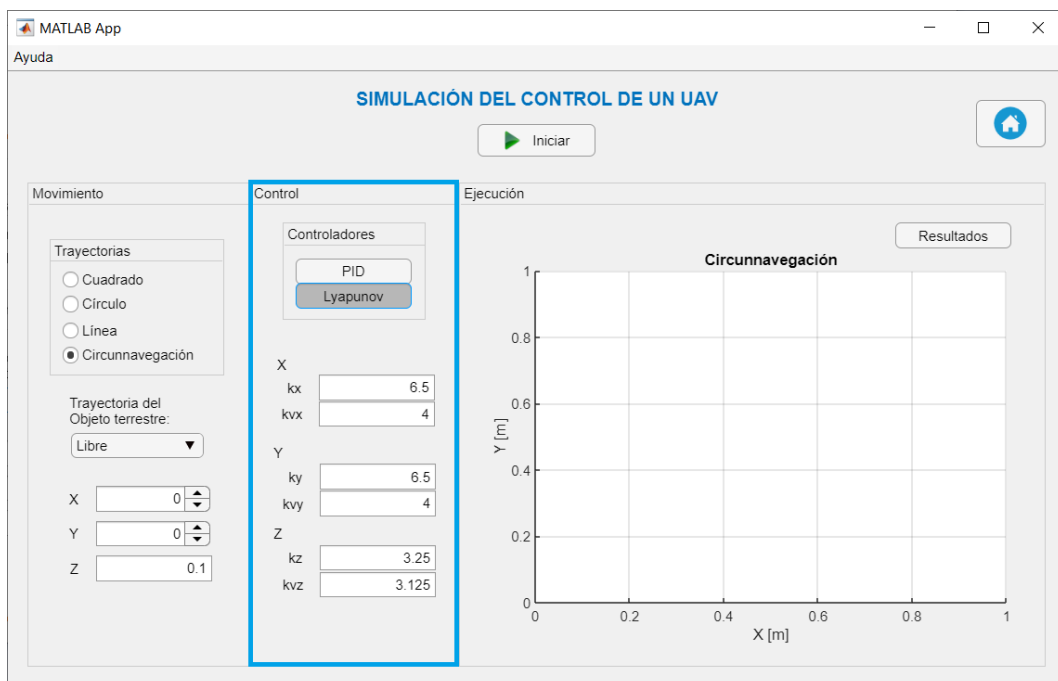 MATLAB App
Ayuda
SIMULACIÓN DEL CONTROL DE UN UAV
Iniciar
Movimiento
Trayectorias
Cuadrado
Círculo
Línea
Circunnavegación
Trayectoria del
Objeto terrestre:
Libre
X 0
Y 0
Z 0.1
Control
Controladores
PID
Lyapunov
X
kx 6.5
kvx 4
Y
ky 6.5
kvy 4
Z
kz 3.25
kvz 3.125
Ejecución
Resultados
Circunnavegación
1
0.8
0.6
0.4
0.2
0
Y [m]
0 0.2 0.4 0.6 0.8 1
X [m]